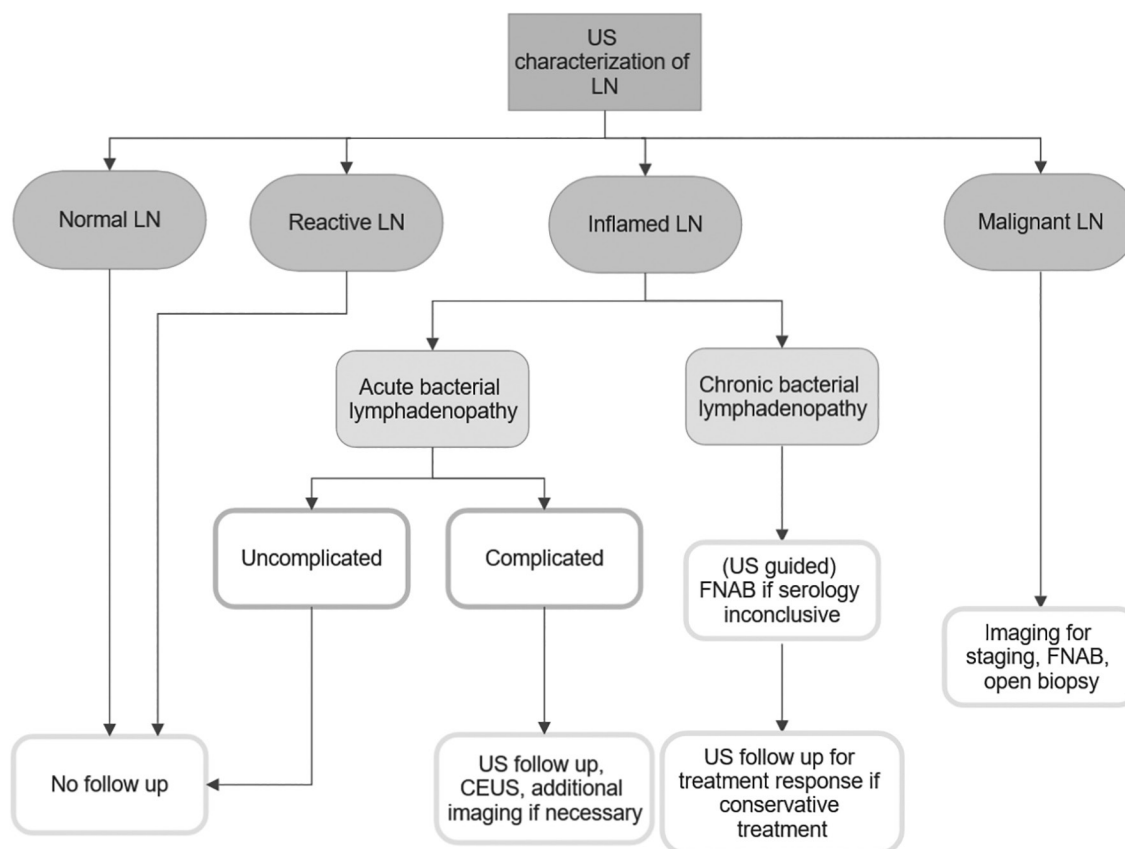 US
characterization of
LN
Normal LN
Reactive LN
Inflamed LN
Malignant LN
Acute bacterial
lymphadenopathy
Chronic bacterial
lymphadenopathy
Uncomplicated
Complicated
(US guided)
FNAB if serology
inconclusive
Imaging for
staging, FNAB,
open biopsy
No follow up
US follow up,
CEUS, additional
imaging if necessary
US follow up for
treatment response if
conservative
treatment